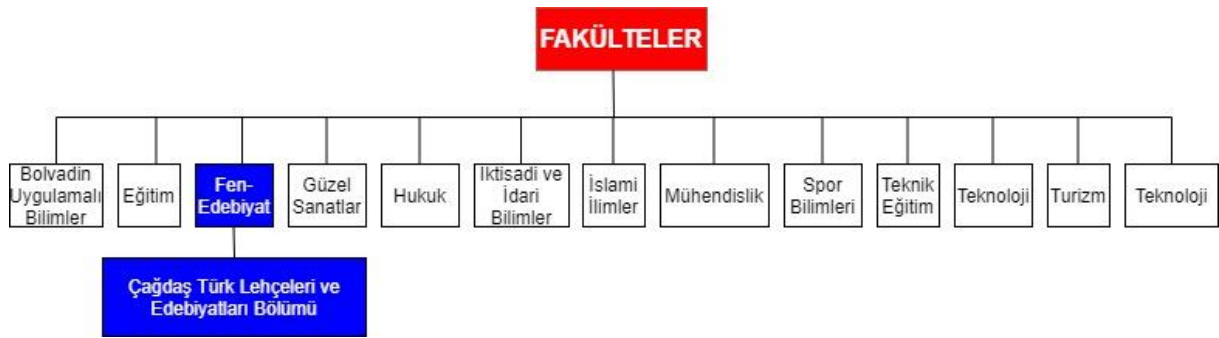 FAKÜLTELER
Bolvadin
Uygulamalı
Bilimler
Eğitim
Fen-
Edebiyat
Güzel
Sanatlar
Hukuk
Iktisadi ve
İdari
Bilimler
İslami
İlimler
Mühendislik
Spor
Bilimleri
Teknik
Eğitim
Teknoloji
Turizm
Teknoloji
Çağdaş Türk Lehçeleri ve
Edebiyatları Bölümü